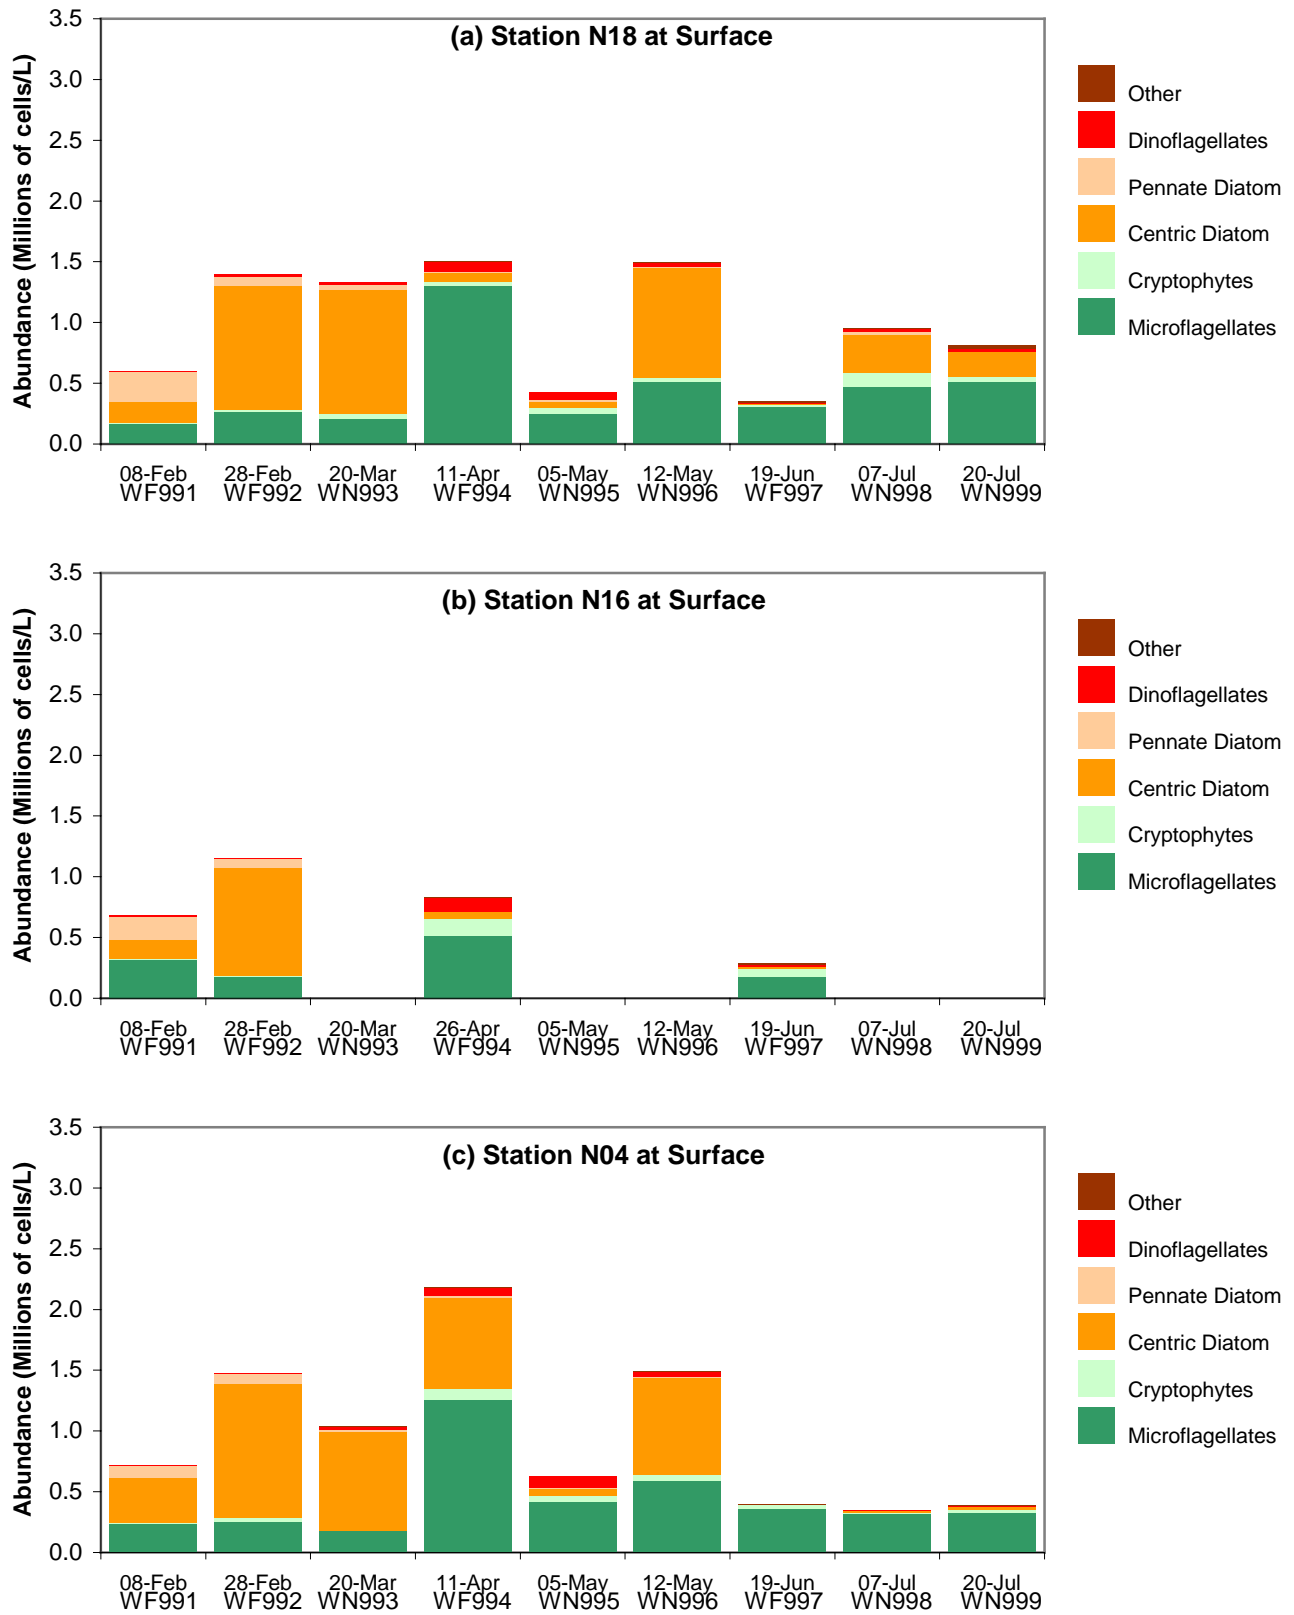 (a) Station N18 at Surface
Abundance (Millions of cells/L)
3.5
3.0
2.5
2.0
1.5
1.0
0.5
0.0
08-Feb 28-Feb 20-Mar 11-Apr 05-May 12-May 19-Jun 07-Jul 20-Jul
WF991 WF992 WN993 WF994 WN995 WN996 WF997 WN998 WN999
Other
Dinoflagellates
Pennate Diatom
Centric Diatom
Cryptophytes
Microflagellates
(b) Station N16 at Surface
Abundance (Millions of cells/L)
3.5
3.0
2.5
2.0
1.5
1.0
0.5
0.0
08-Feb 28-Feb 20-Mar 26-Apr 05-May 12-May 19-Jun 07-Jul 20-Jul
WF991 WF992 WN993 WF994 WN995 WN996 WF997 WN998 WN999
Other
Dinoflagellates
Pennate Diatom
Centric Diatom
Cryptophytes
Microflagellates
(c) Station N04 at Surface
Abundance (Millions of cells/L)
3.5
3.0
2.5
2.0
1.5
1.0
0.5
0.0
08-Feb 28-Feb 20-Mar 11-Apr 05-May 12-May 19-Jun 07-Jul 20-Jul
WF991 WF992 WN993 WF994 WN995 WN996 WF997 WN998 WN999
Other
Dinoflagellates
Pennate Diatom
Centric Diatom
Cryptophytes
Microflagellates